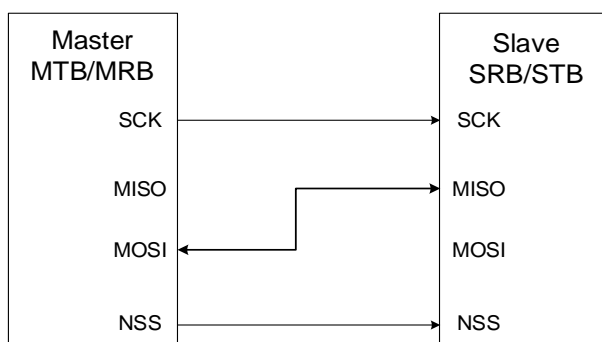 Master
MTB/MRB
SCK
MISO
MOSI
NSS
Slave
SRB/STB
SCK
MISO
MOSI
NSS